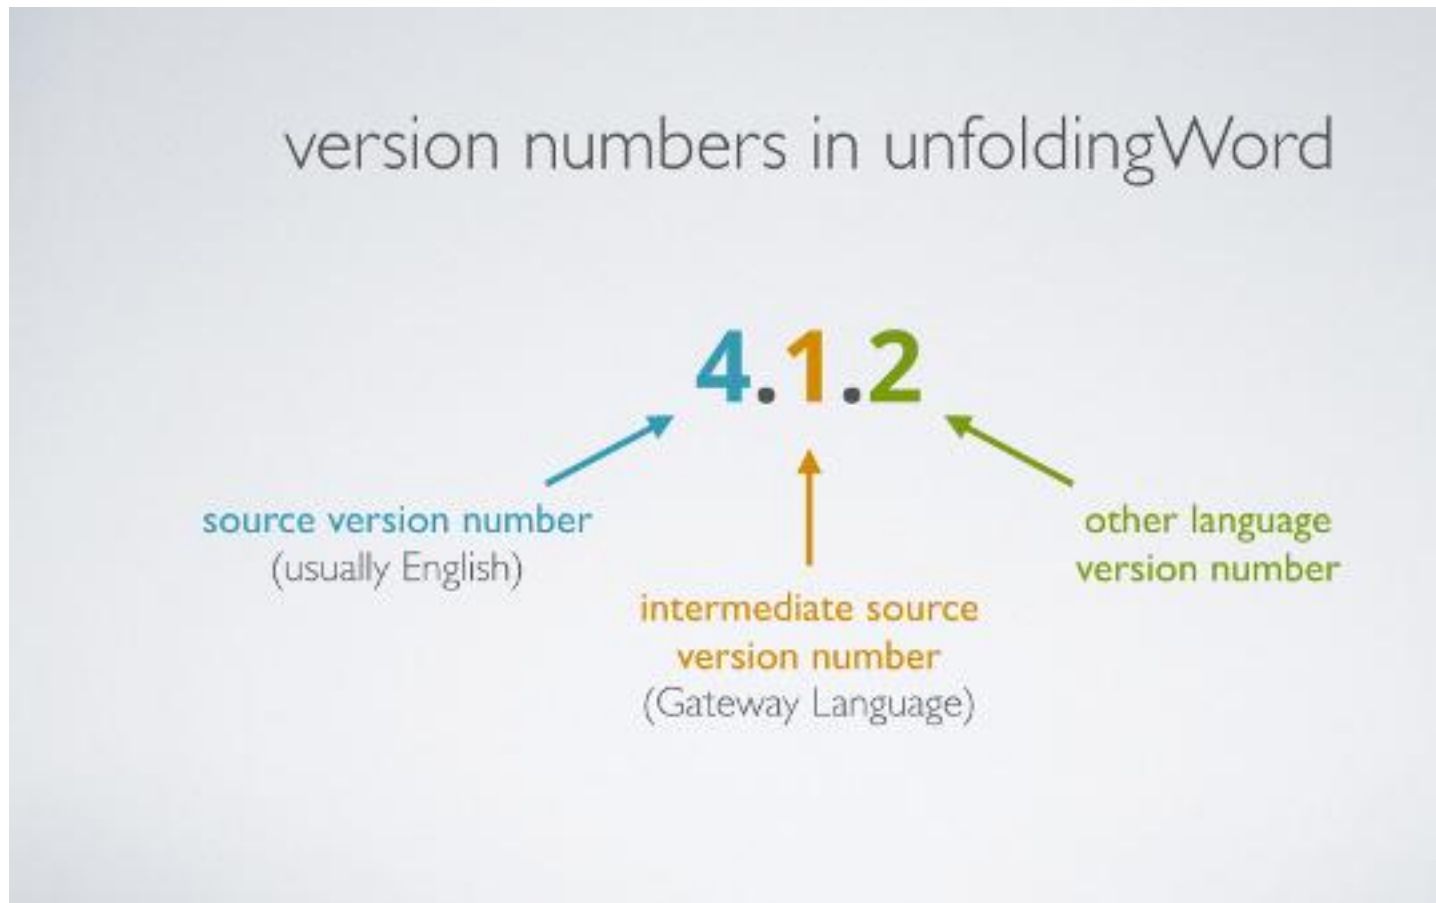 version numbers in unfoldingWord
4.1.2
source version number
(usually English)
intermediate source
version number
(Gateway Language)
other language
version number